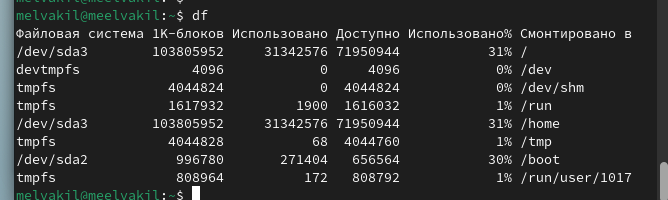 melvakil@meelvakil:~$
melvakil@meelvakil:~$ df
Файловая система 1K-блоков Использовано Доступно Использовано% Смонтировано в
/dev/sda3 103805952 31342576 71950944 31% /
devtmpfs 4096 0 4096 0% /dev
tmpfs 4044824 0 4044824 0% /dev/shm
tmpfs 1617932 1900 1616032 1% /run
/dev/sda3 103805952 31342576 71950944 31% /home
tmpfs 4044828 68 4044760 1% /tmp
/dev/sda2 996780 271404 656564 30% /boot
tmpfs 808964 172 808792 1% /run/user/1017
melvakil@meelvakil:~$